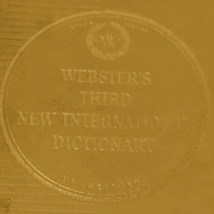 W
WEBSTER'S
THIRD
NEW INTERNATIONAL
DICTIONARY